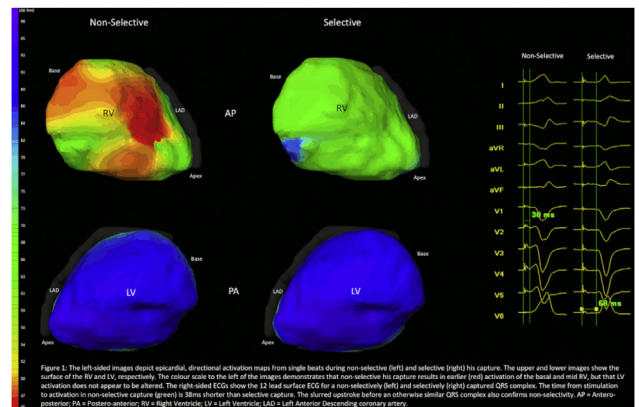 100 ms
Non-Selective
Selective
Base
RV
LAD
Apex
AP
RV
LAD
Apex
Non-Selective
Selective
I
II
III
aVR
aVL
aVF
V1
30 ms
V2
V3
V4
V5
68 ms
V6
LAD
Base
LV
PA
LAD
Base
LV
Figure 1: The left-sided images depict epicardial, directional activation maps from single beats during non-selective (left) and selective (right) his capture. The upper and lower images show the
surface of the RV and LV, respectively. The colour scale to the left of the images demonstrates that non-selective his capture results in earlier (red) activation of the basal and mid RV, but that LV
activation does not appear to be altered. The right-sided ECGs show the 12 lead surface ECG for a non-selectively (left) and selectively (right) captured QRS complex. The time from stimulation
to activation in non-selective capture (green) is 38ms shorter than selective capture. The slurred upstroke before an otherwise similar QRS complex also confirms nonselectivity. AP = Antero-
posterior; PA = Postero-anterior; RV = Right Ventricle; LV = Left Ventricle; LAD = Left Anterior Descending coronary artery.